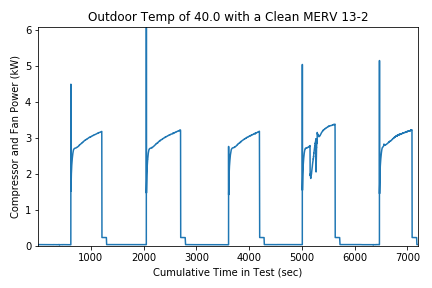 Outdoor Temp of 40.0 with a Clean MERV 13-2
Compressor and Fan Power (kW)
6
5
4
3
2
1
0
1000 2000 3000 4000 5000 6000 7000
Cumulative Time in Test (sec)